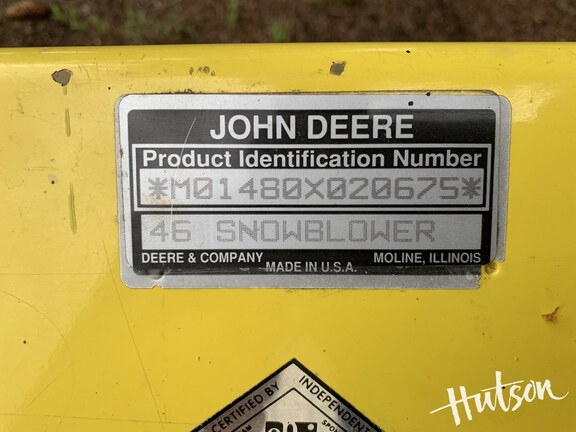 JOHN DEERE
Product Identification Number
*M01480X020675*
46 SNOWBLOWER
DEERE & COMPANY MOLINE, ILLINOIS
MADE IN U.S.A.
CERTIFIED BY INDEPENDENT
Hutson